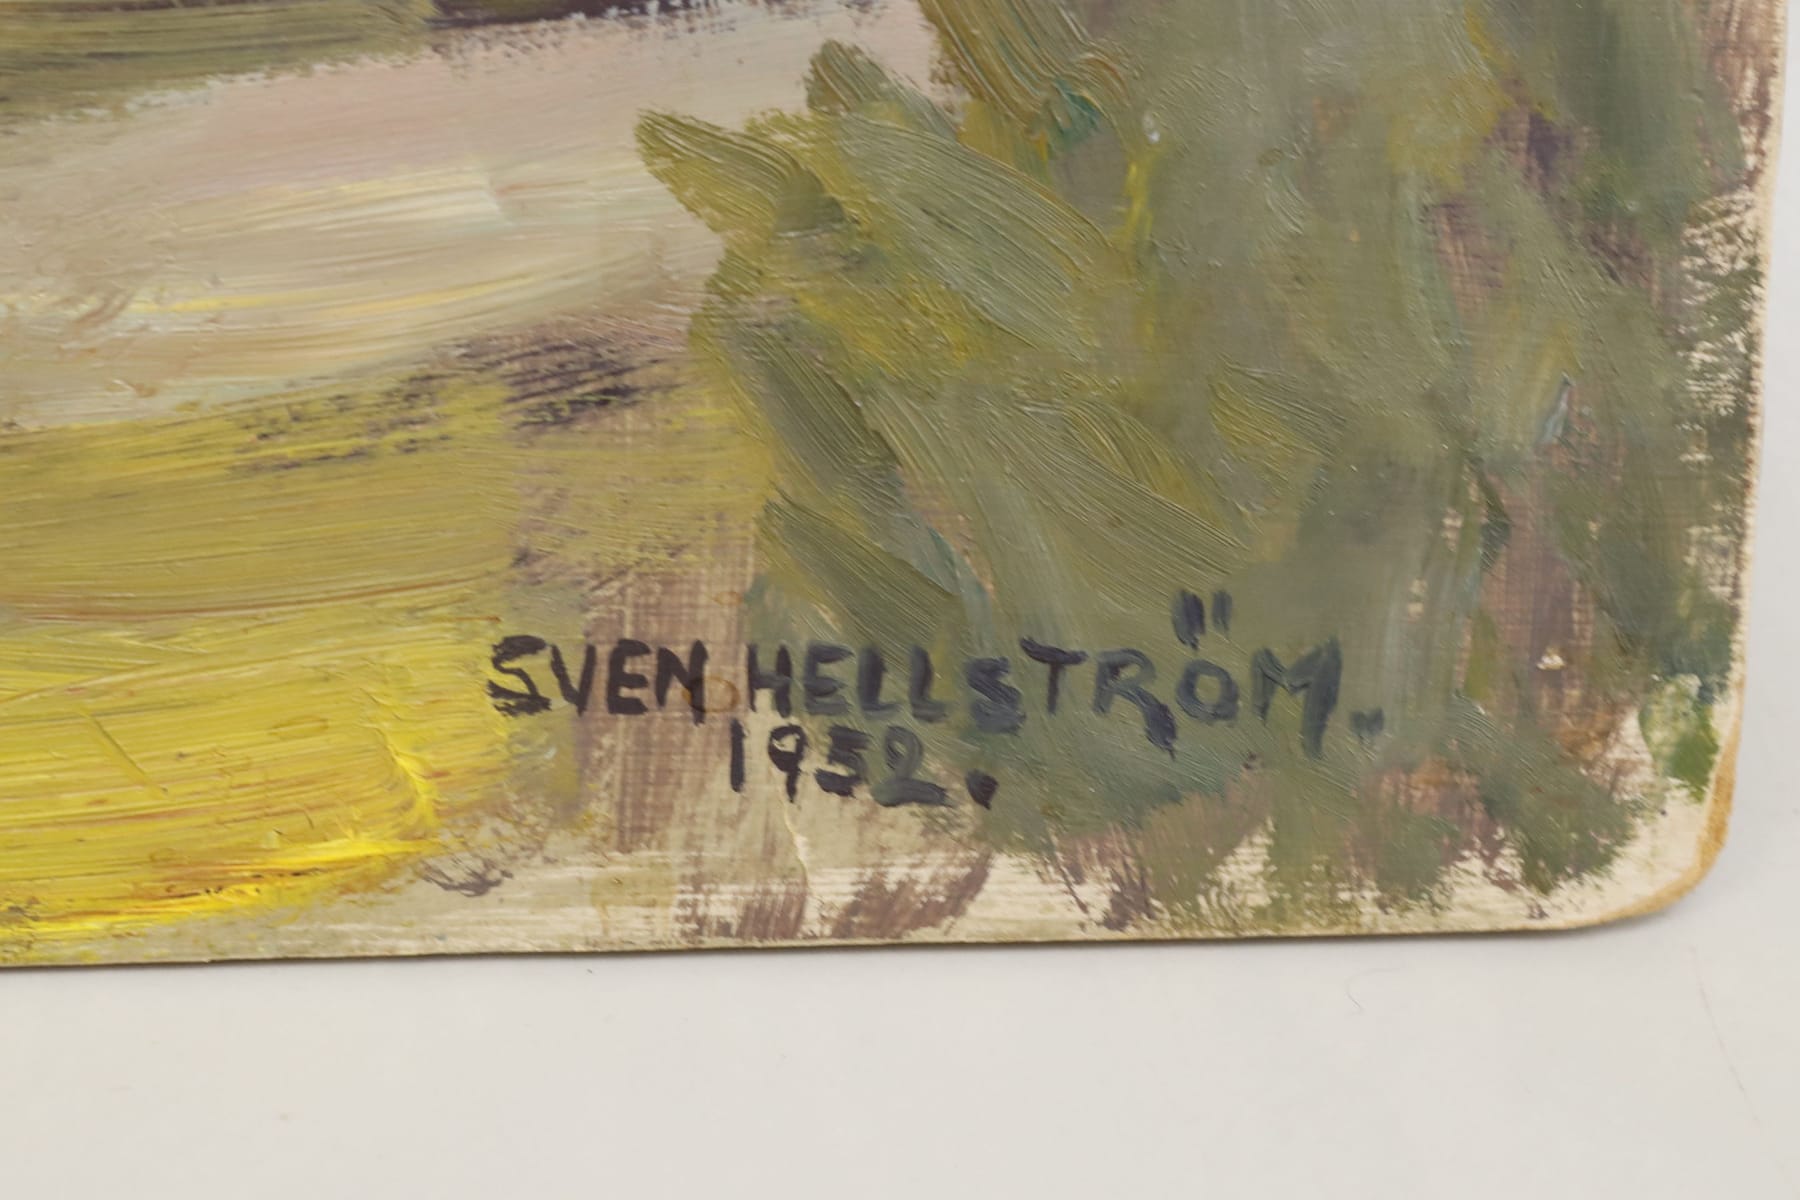 SVEN HELLSTRÖM.
1952.